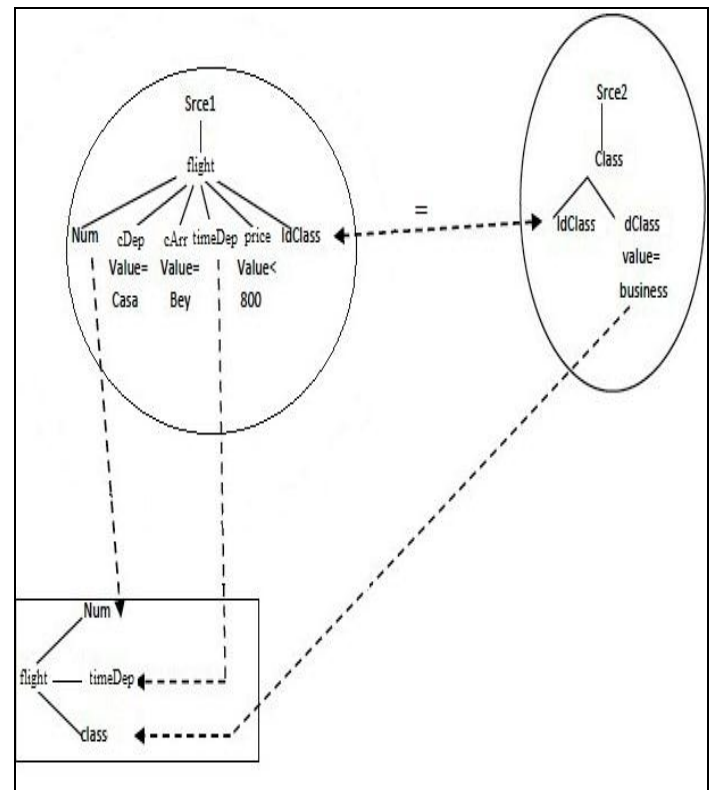 Srce1
flight
Num cDep cArr timeDep price IdClass
Value= Value= Value<
Casa Bey 800
=
Srce2
Class
IdClass dClass
value=
business
Num
flight timeDep
class